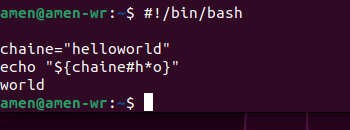 amen@amen-wr:~$ #!/bin/bash
chaine="helloworld"
echo "${chaine#h*o}"
world
amen@amen-wr:~$